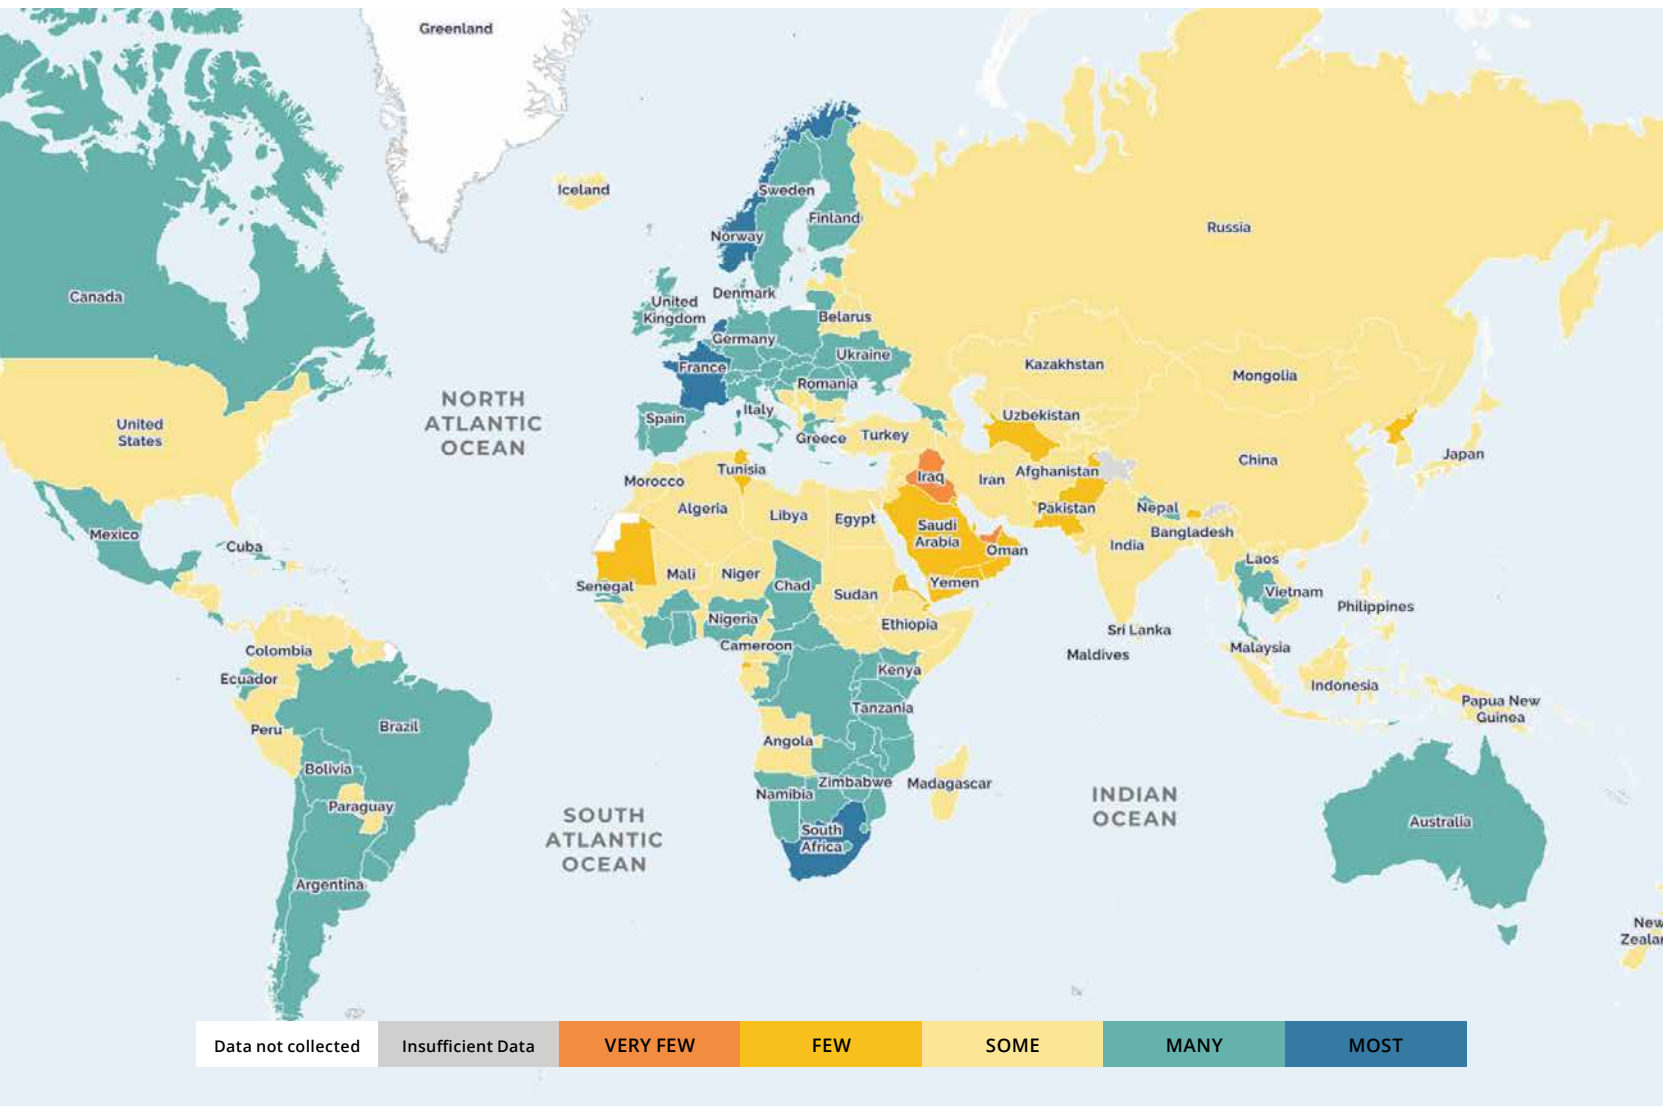 Greenland
Iceland
Sweden
Finland
Norway
Russia
Canada
United
Kingdom
Denmark
Belarus
Germany
Ukraine
France
Romania
Kazakhstan
Mongolia
NORTH
ATLANTIC
OCEAN
United
States
Spain
Italy
Greece
Turkey
Uzbekistan
China
Japan
Morocco
Tunisia
Iraq
Iran
Afghanistan
Algeria
Libya
Egypt
Saudi
Arabia
Pakistan
Nepal
Bangladesh
India
Oman
Mexico
Cuba
Senegal
Mali
Niger
Chad
Sudan
Yemen
Laos
Vietnam
Philippines
Nigeria
Ethiopia
Sri Lanka
Maldives
Malaysia
Colombia
Cameroon
Ecuador
Kenya
Indonesia
Papua New
Guinea
Peru
Brazil
Tanzania
Angola
Bolivia
Zimbabwe
Madagascar
Namibia
Paraguay
SOUTH
ATLANTIC
OCEAN
South
Africa
INDIAN
OCEAN
Australia
Argentina
New
Zealan
Data not collected
Insufficient Data
VERY FEW
FEW
SOME
MANY
MOST